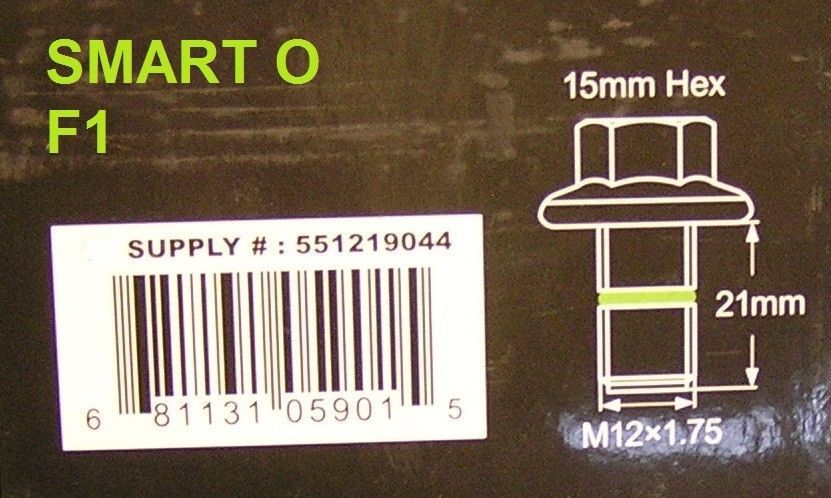 SMART O
F1
15mm Hex
SUPPLY # : 551219044
21mm
6 81131 05901 5
M12×1.75